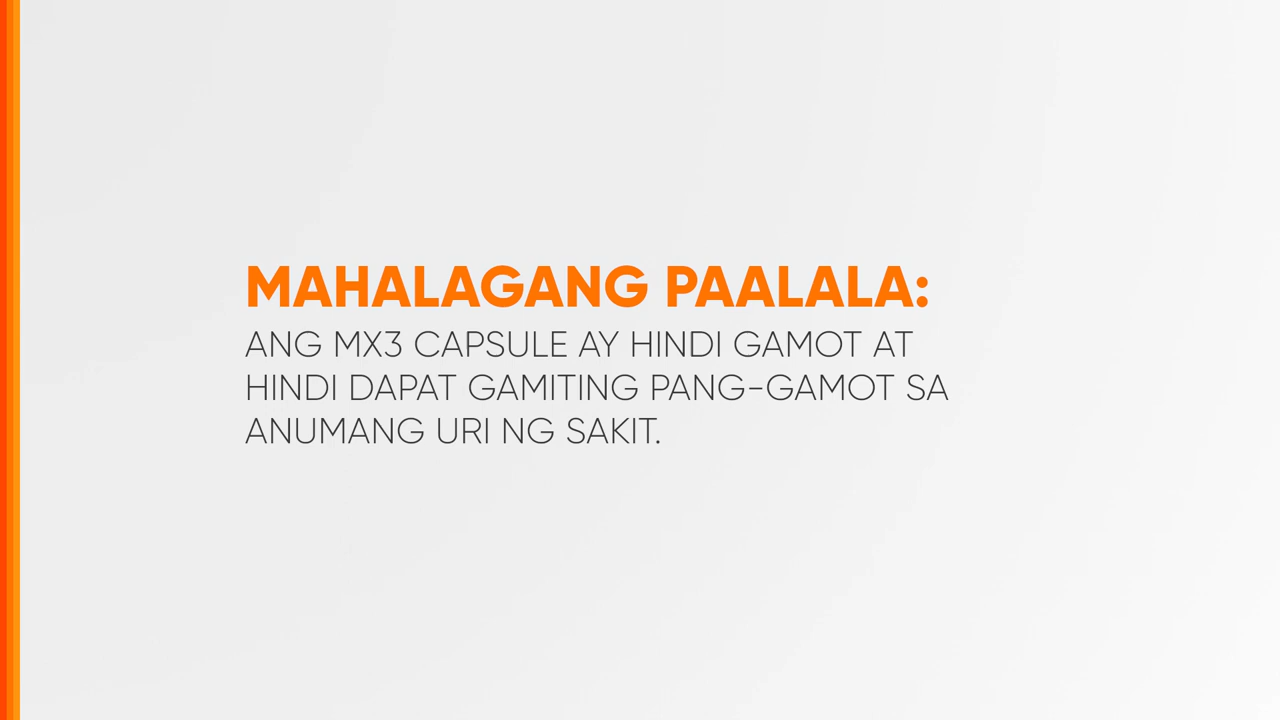 MAHALAGANG PAALALA:
ANG MX3 CAPSULE AY HINDI GAMOT AT
HINDI DAPAT GAMITING PANG-GAMOT SA
ANUMANG URI NG SAKIT.